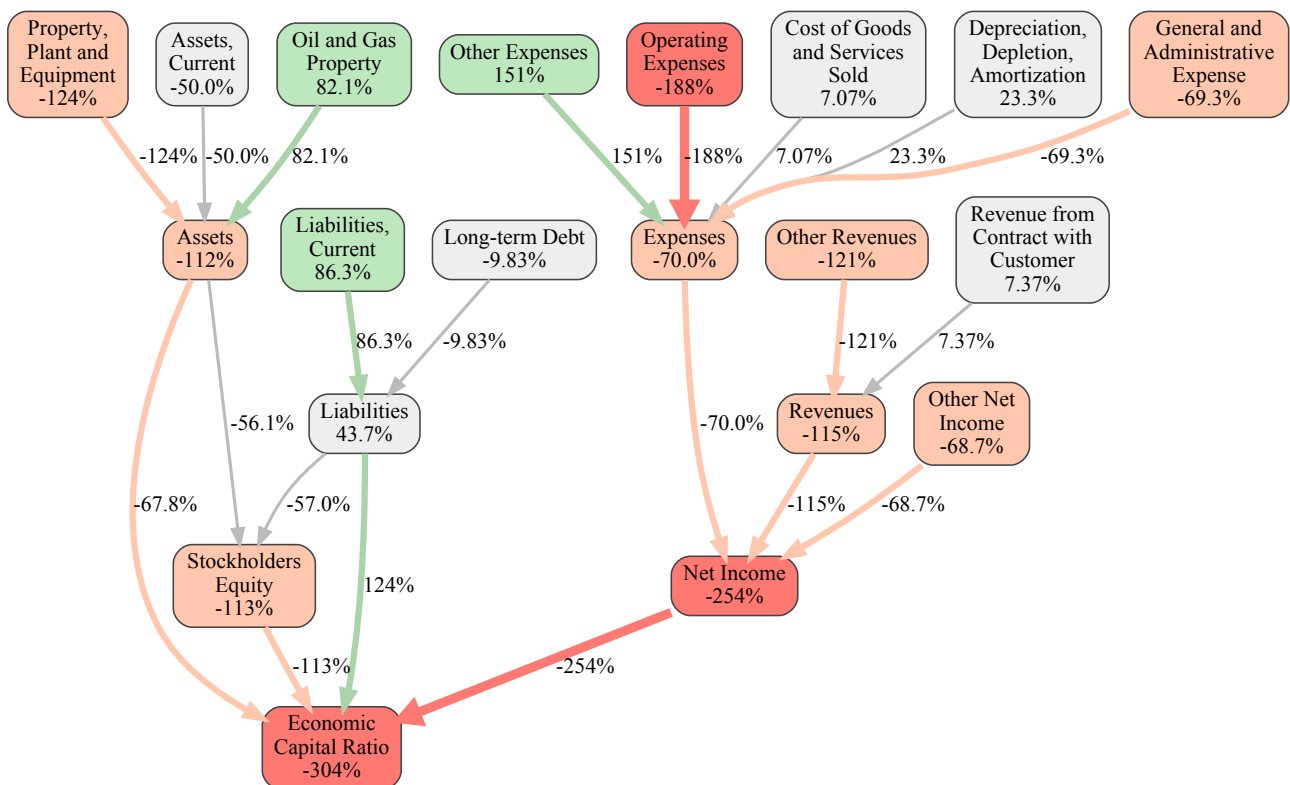 Property,
Plant and
Equipment
-124%
Assets,
Current
-50.0%
Oil and Gas
Property
82.1%
Other Expenses
151%
Operating
Expenses
-188%
Cost of Goods
and Services
Sold
7.07%
Depreciation,
Depletion,
Amortization
23.3%
General and
Administrative
Expense
-69.3%
-124%
-50.0%
82.1%
151%
-188%
7.07%
23.3%
-69.3%
Assets
-112%
Liabilities,
Current
86.3%
Long-term Debt
-9.83%
Expenses
-70.0%
Other Revenues
-121%
Revenue from
Contract with
Customer
7.37%
86.3%
-9.83%
-121%
7.37%
-56.1%
Liabilities
43.7%
-70.0%
Revenues
-115%
Other Net
Income
-68.7%
-67.8%
-57.0%
-115%
-68.7%
Stockholders
Equity
-113%
124%
Net Income
-254%
-113%
-254%
Economic
Capital Ratio
-304%